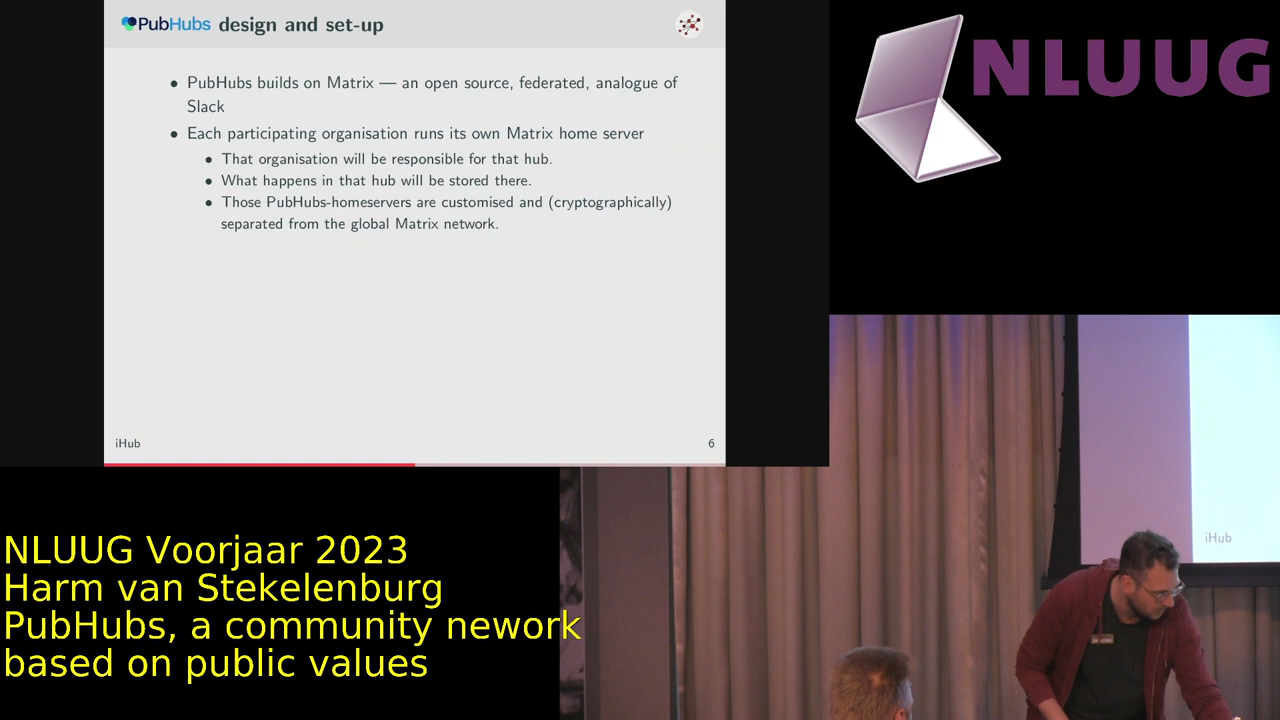 PubHubs design and set-up
• PubHubs builds on Matrix — an open source, federated, analogue of
Slack
• Each participating organisation runs its own Matrix home server
• That organisation will be responsible for that hub.
• What happens in that hub will be stored there.
• Those PubHubs-homeservers are customised and (cryptographically)
separated from the global Matrix network.
iHub
6
NLUUG
iHub
NLUUG Voorjaar 2023
Harm van Stekelenburg
PubHubs, a community nework
based on public values